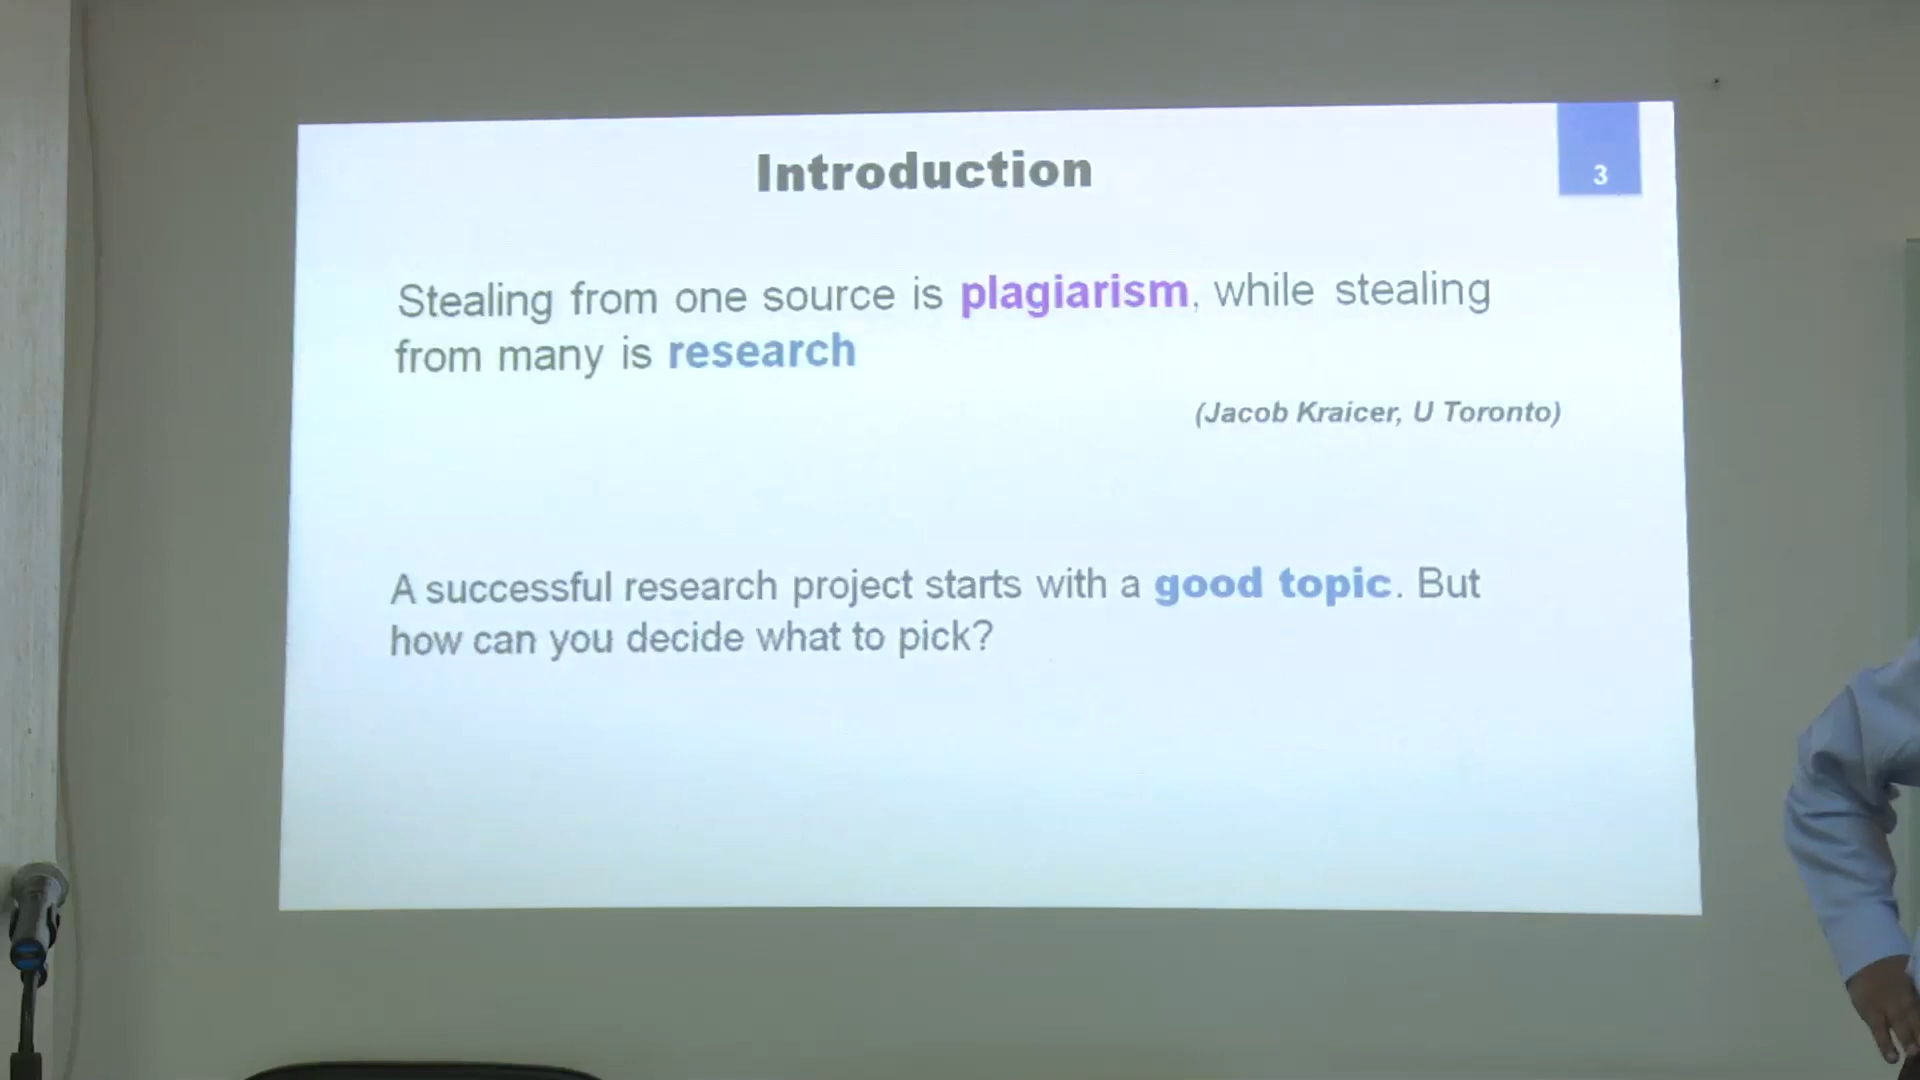 Introduction
3
Stealing from one source is plagiarism, while stealing
from many is research
(Jacob Kraicer, U Toronto)
A successful research project starts with a good topic. But
how can you decide what to pick?